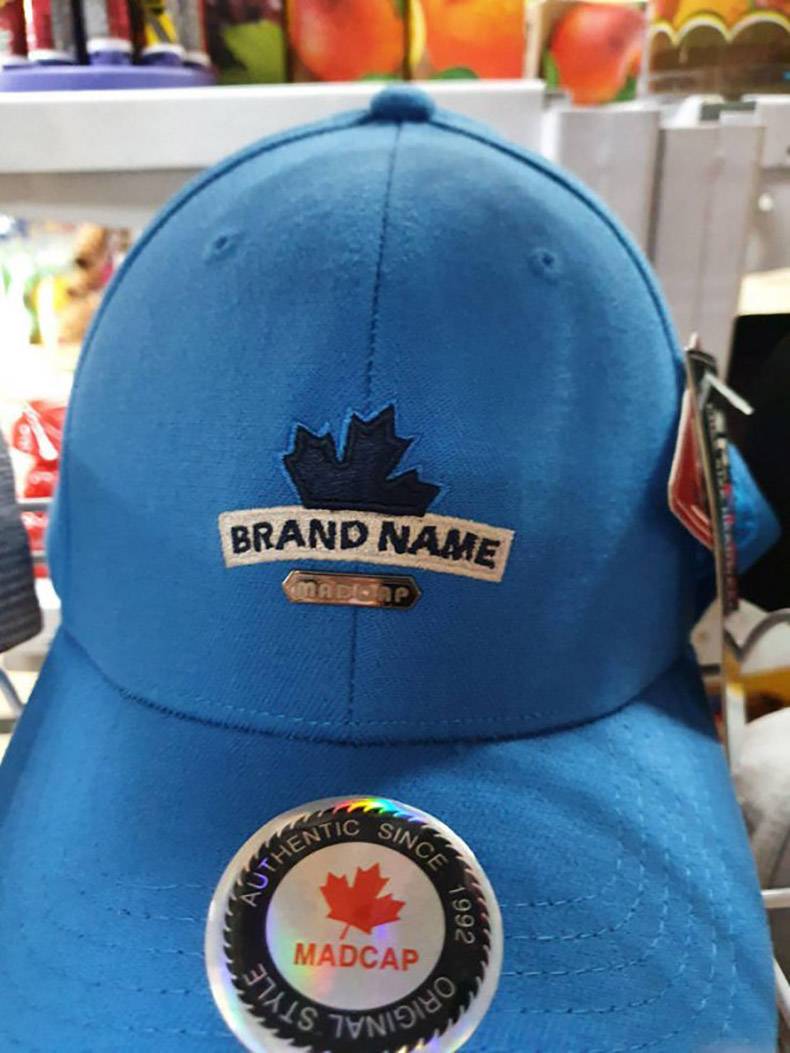 BRAND NAME
MADCAP
AUTHENTIC SINCE 1992
MADCAP
ORIGINAL STYLE